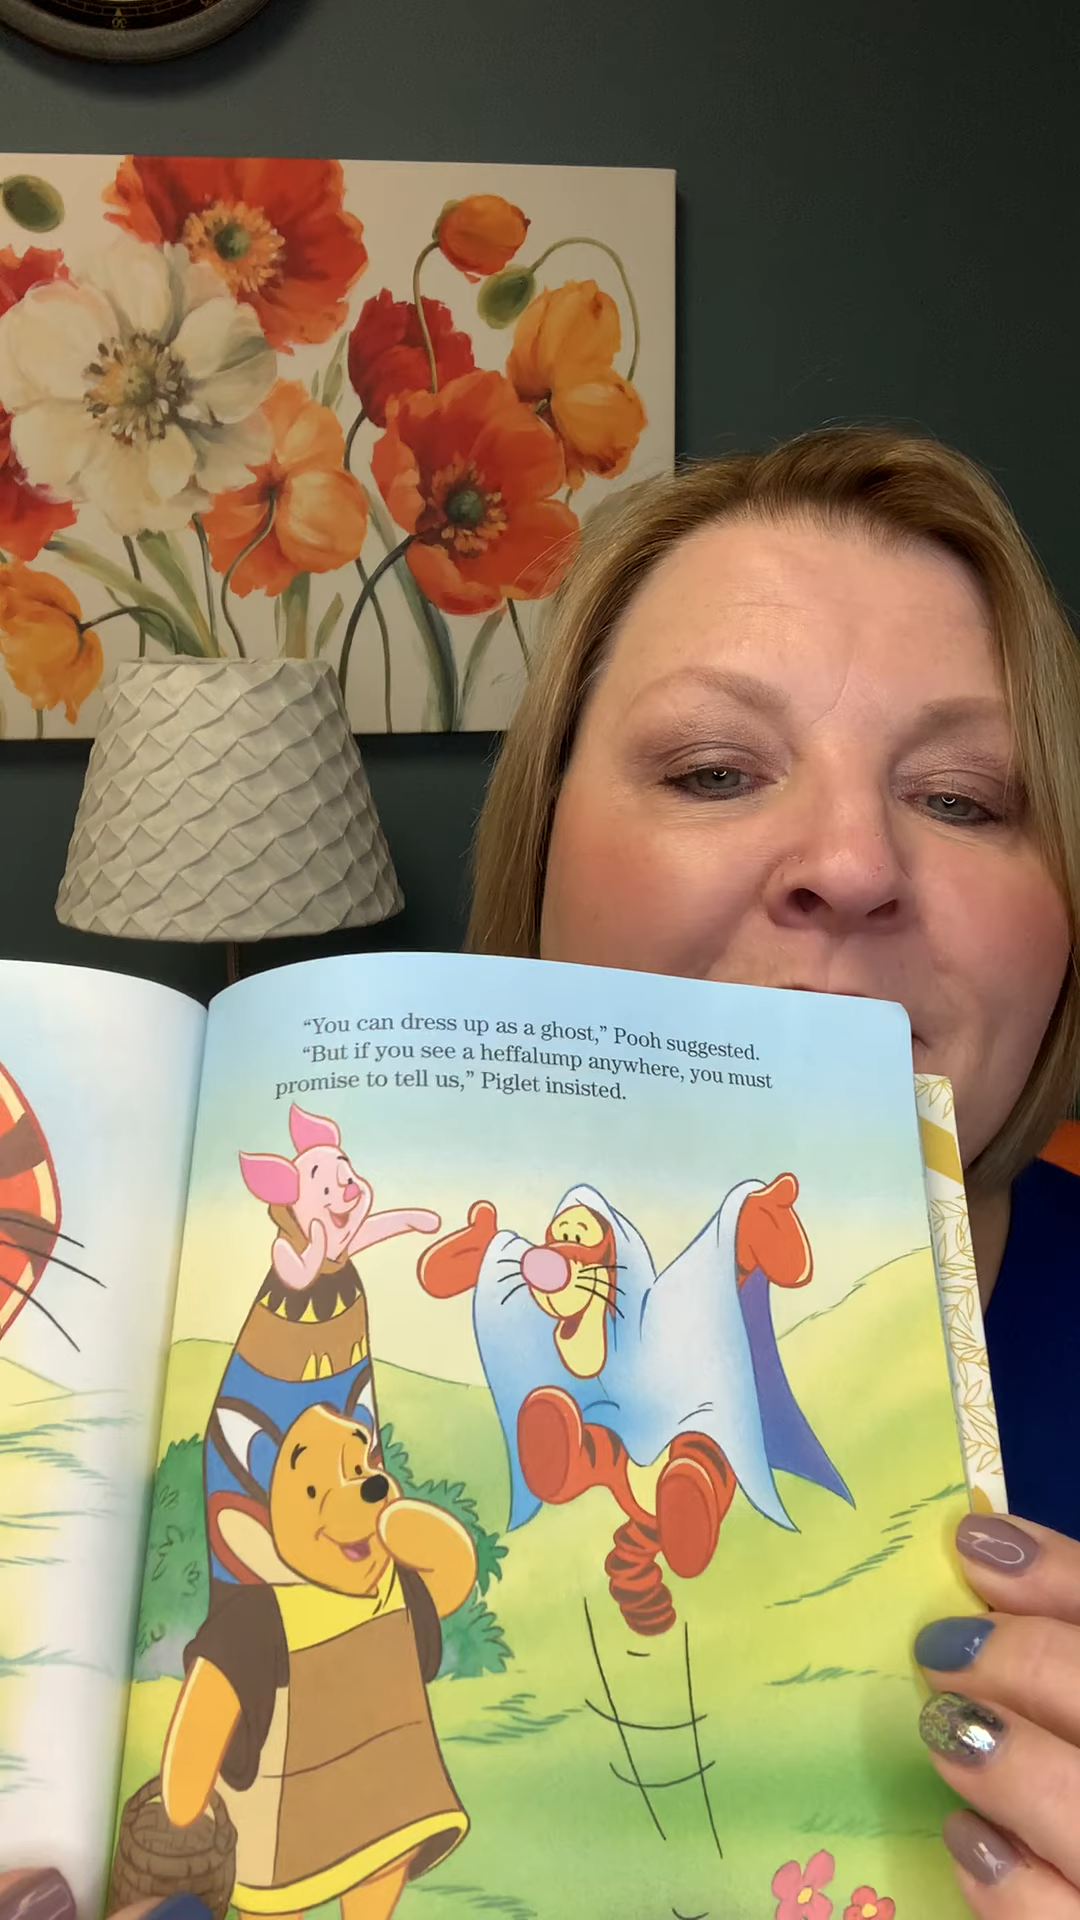 “You can dress up as a ghost,” Pooh suggested.
“But if you see a heffalump anywhere, you must
promise to tell us,” Piglet insisted.